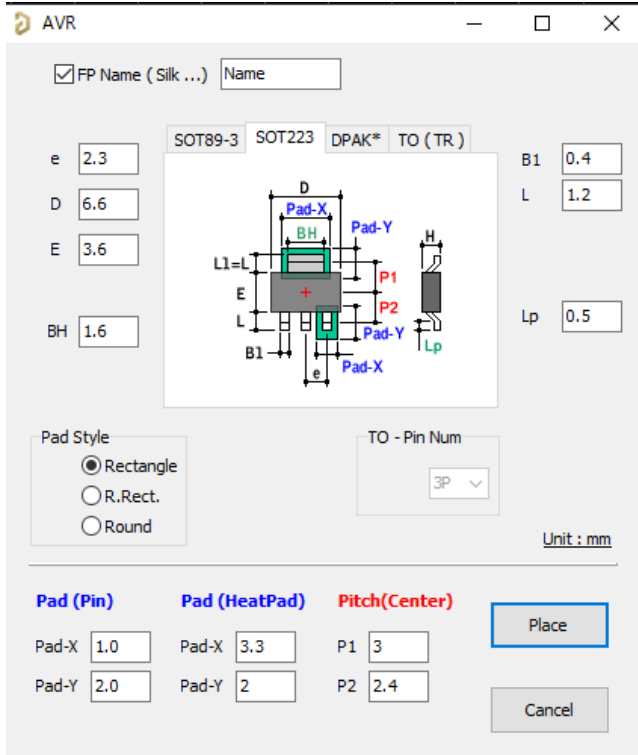 AVR
FP Name ( Silk ...) Name
SOT89-3 SOT223 DPAK* TO ( TR )
e 2.3
D 6.6
E 3.6
BH 1.6
B1 0.4
L 1.2
Lp 0.5
D
Pad-X
BH
Pad-Y
H
L1=L
P1
E
P2
L
Pad-Y
Lp
B1
Pad-X
e
Pad Style
Rectangle
R.Rect.
Round
TO - Pin Num
3P
Unit : mm
Pad (Pin) Pad (HeatPad) Pitch(Center)
Pad-X 1.0 Pad-X 3.3 P1 3
Pad-Y 2.0 Pad-Y 2 P2 2.4
Place
Cancel